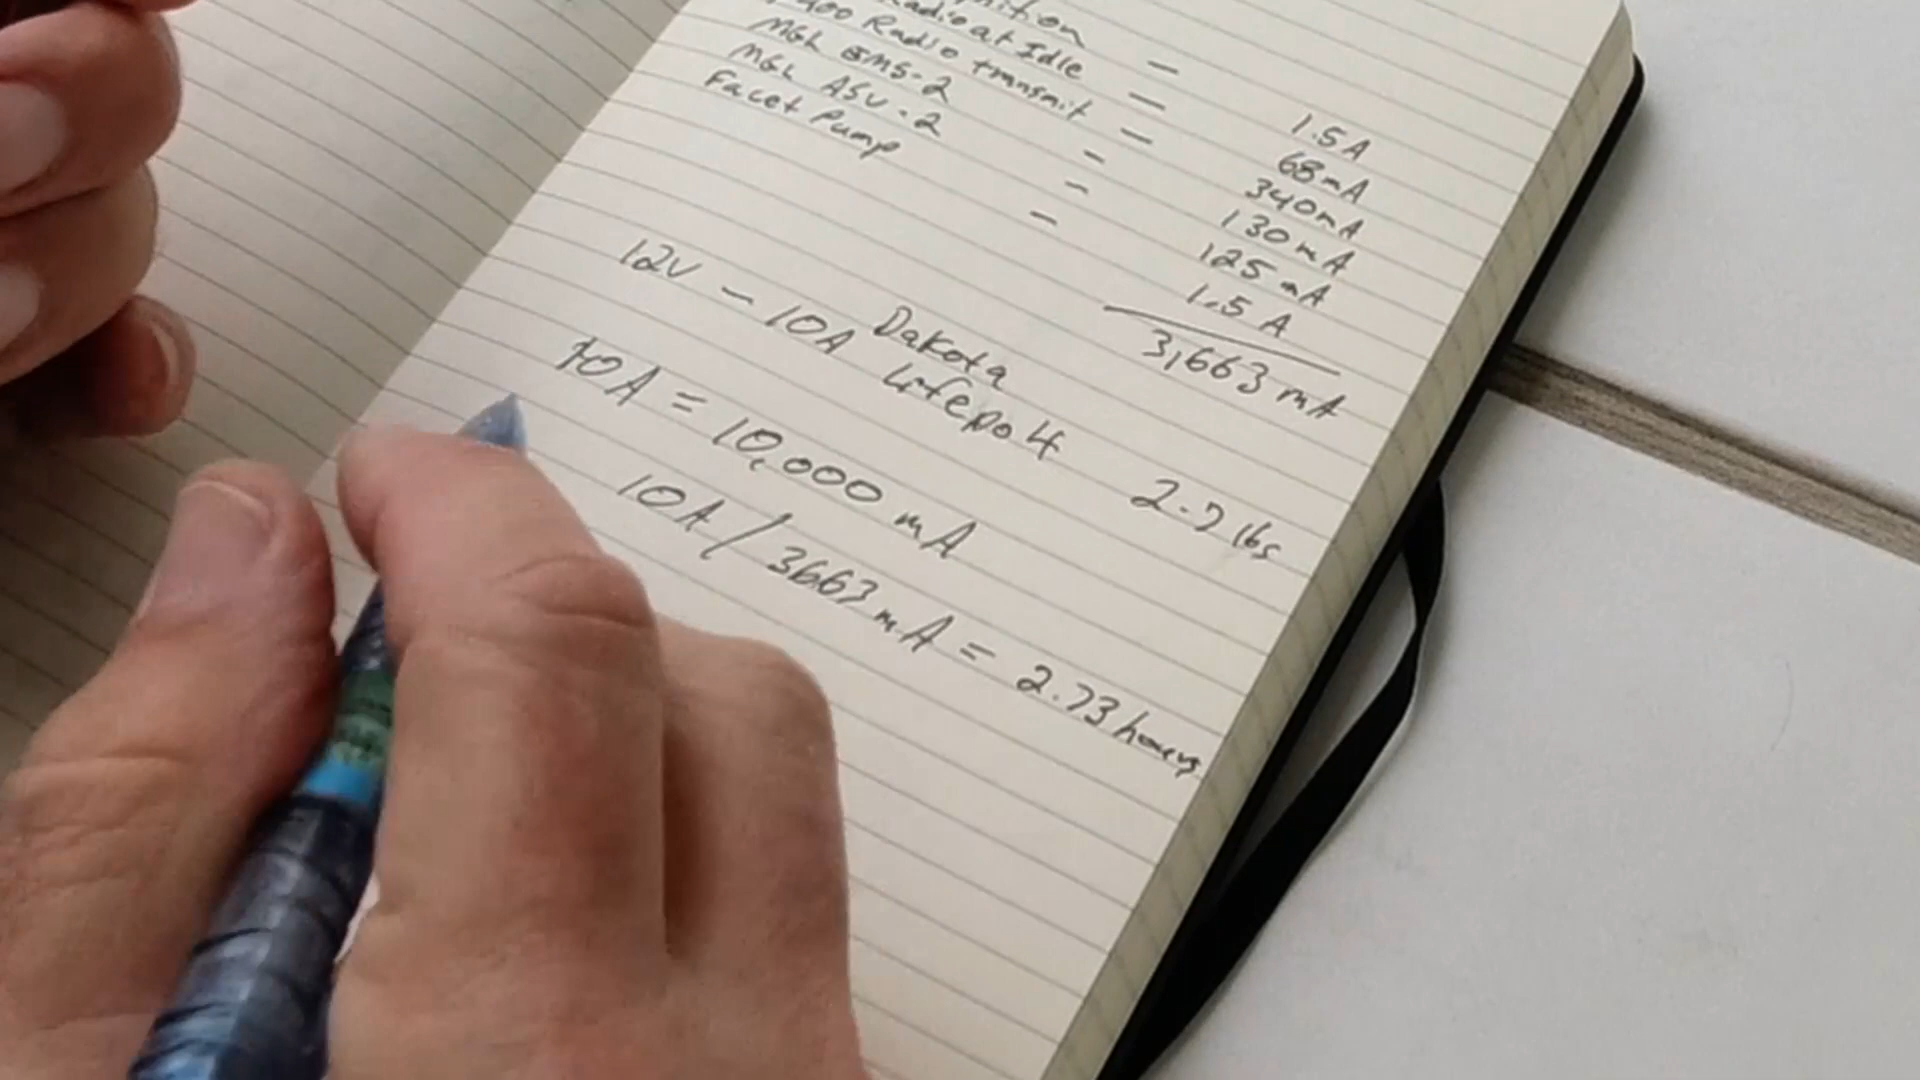 Radio at Idle — 1.5A
Radio transmit — 68mA
MGL EMS-2 — 340mA
MGL ASV-2 — 130mA
Facet Pump — 125mA
— 1.5A
3,663 mA
12V — 10A Dakota
Lifepo4
2.7 lbs
10A = 10,000 mA
10A / 3663mA = 2.73 hours